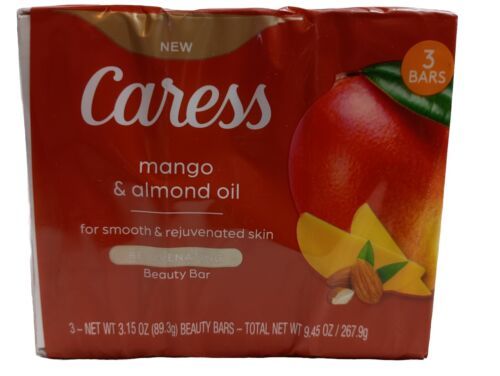 NEW
Caress
3
BARS
mango
& almond oil
for smooth & rejuvenated skin
REJUVENATING
Beauty Bar
3 – NET WT 3.15 OZ (89.3g) BEAUTY BARS – TOTAL NET WT 9.45 OZ / 267.9g